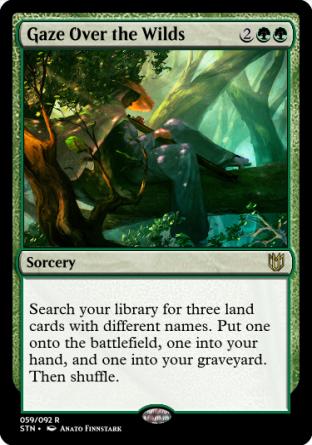 Gaze Over the Wilds 2
Sorcery
Search your library for three land
cards with different names. Put one
onto the battlefield, one into your
hand, and one into your graveyard.
Then shuffle.
059/092 R
STN • Anato Finnstark